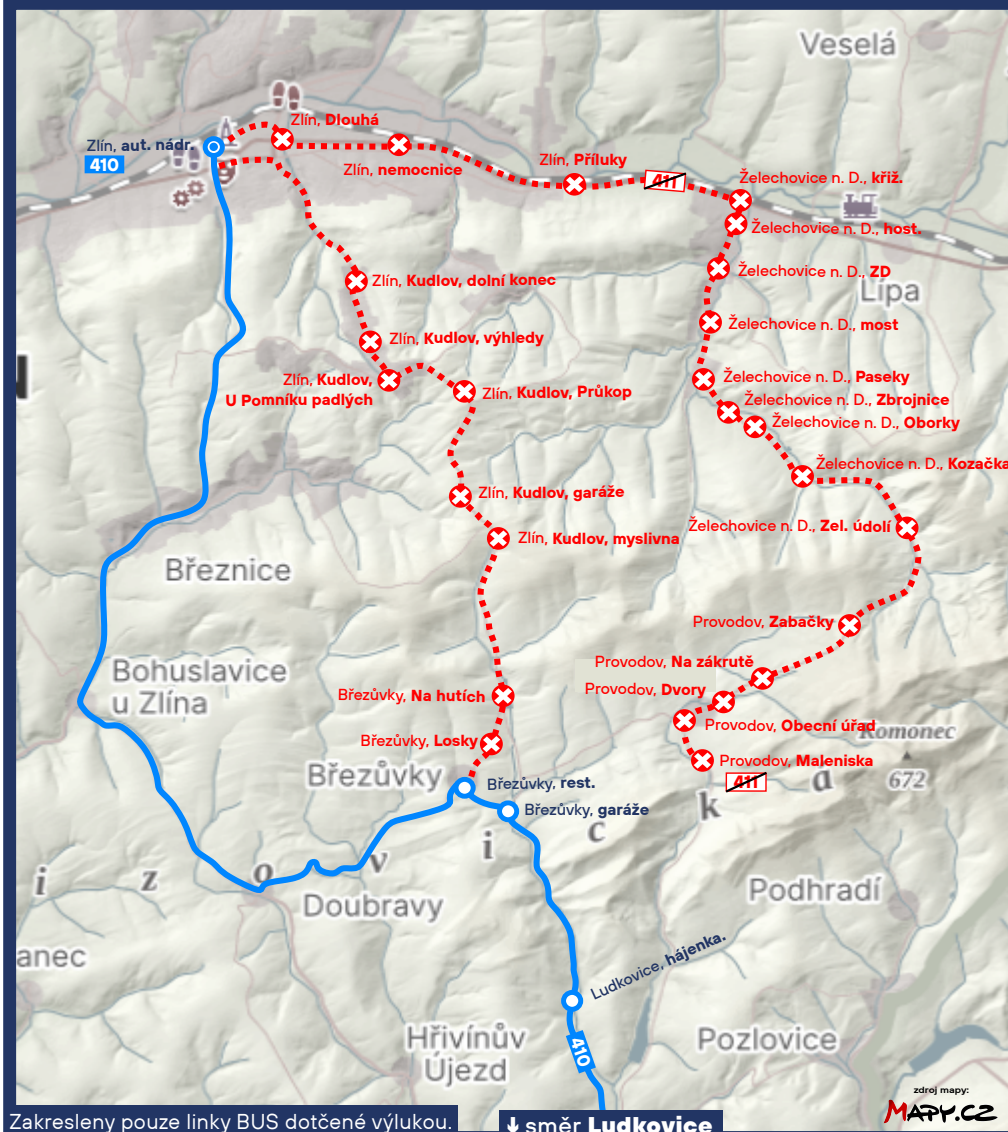 Veselá
Zlín, Dlouhá
Zlín, aut. nádr.
410
Zlín, nemocnice
Zlín, Příluky
411
Želechovice n. D., křiž.
Želechovice n. D., host.
Želechovice n. D., ZD
Lípa
Zlín, Kudlov, dolní konec
Želechovice n. D., most
Zlín, Kudlov, výhledy
Zlín, Kudlov,
U Pomníku padlých
Zlín, Kudlov, Průkop
Želechovice n. D., Paseky
Želechovice n. D., Zbrojnice
Želechovice n. D., Oborky
Želechovice n. D., Kozačka
Zlín, Kudlov, garáže
Želechovice n. D., Zel. údolí
Zlín, Kudlov, myslivna
Březnice
Provodov, Zabačky
Bohuslavice
u Zlína
Provodov, Na zákrutě
Provodov, Dvory
Březůvky, Na hutích
Provodov, Obecní úřad
Komonec
672
Březůvky, Losky
Provodov, Maleniska
411
Březůvky
Březůvky, rest.
Březůvky, garáže
i z o v i c k a
Doubravy
Podhradí
anec
Ludkovice, hájenka.
Hřivínův
Újezd
410
Pozlovice
zdroj mapy:
MAPY.CZ
Zakresleny pouze linky BUS dotčené výlukou.
↓ směr Ludkovice